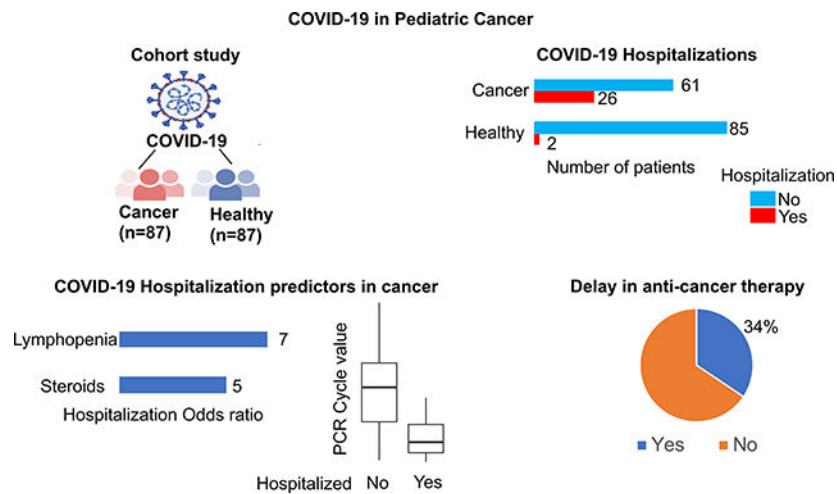 COVID-19 in Pediatric Cancer
Cohort study
COVID-19
Cancer
(n=87)
Healthy
(n=87)
COVID-19 Hospitalizations
Cancer
61
26
Healthy
85
2
Number of patients
Hospitalization
No
Yes
COVID-19 Hospitalization predictors in cancer
Lymphopenia
7
Steroids
5
Hospitalization Odds ratio
PCR Cycle value
Hospitalized No Yes
Delay in anti-cancer therapy
34%
Yes No